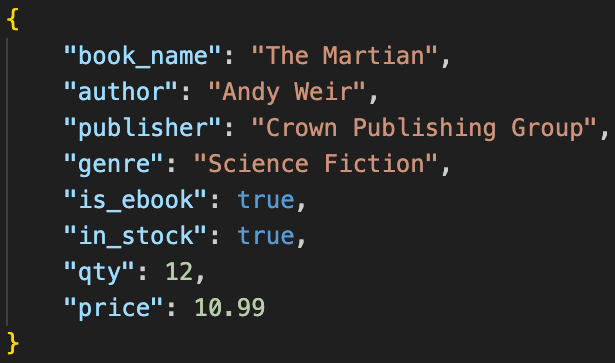 {
    "book_name": "The Martian",
    "author": "Andy Weir",
    "publisher": "Crown Publishing Group",
    "genre": "Science Fiction",
    "is_ebook": true,
    "in_stock": true,
    "qty": 12,
    "price": 10.99
}